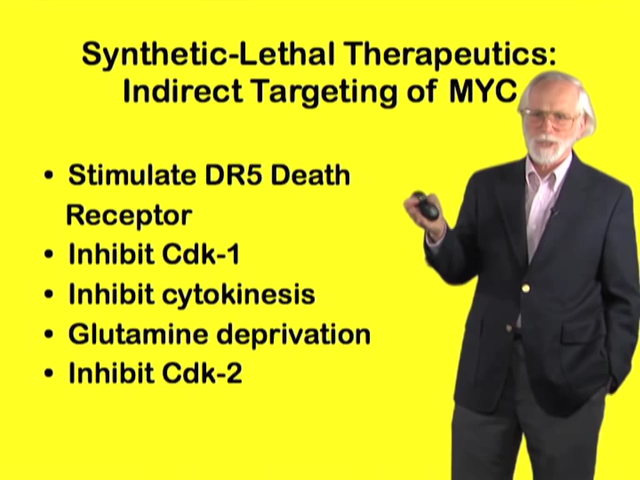 Synthetic-Lethal Therapeutics:
Indirect Targeting of MYC
• Stimulate DR5 Death
Receptor
• Inhibit Cdk-1
• Inhibit cytokinesis
• Glutamine deprivation
• Inhibit Cdk-2